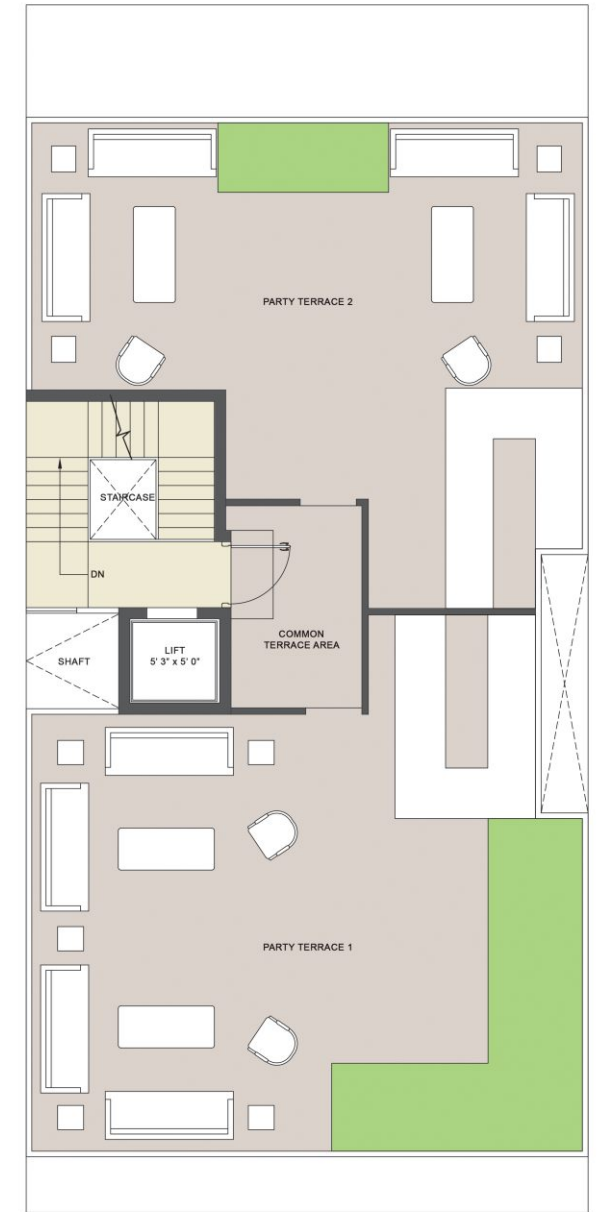 PARTY TERRACE 2
STAIRCASE
DN
COMMON
TERRACE AREA
LIFT
5' 3" x 5' 0"
SHAFT
PARTY TERRACE 1